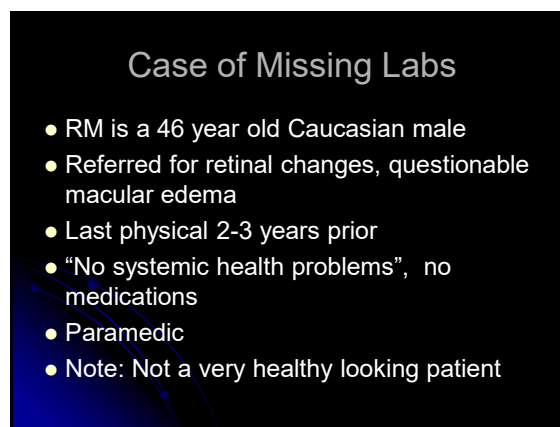 Case of Missing Labs
● RM is a 46 year old Caucasian male
● Referred for retinal changes, questionable
macular edema
● Last physical 2-3 years prior
● “No systemic health problems”,  no
medications
● Paramedic
● Note: Not a very healthy looking patient